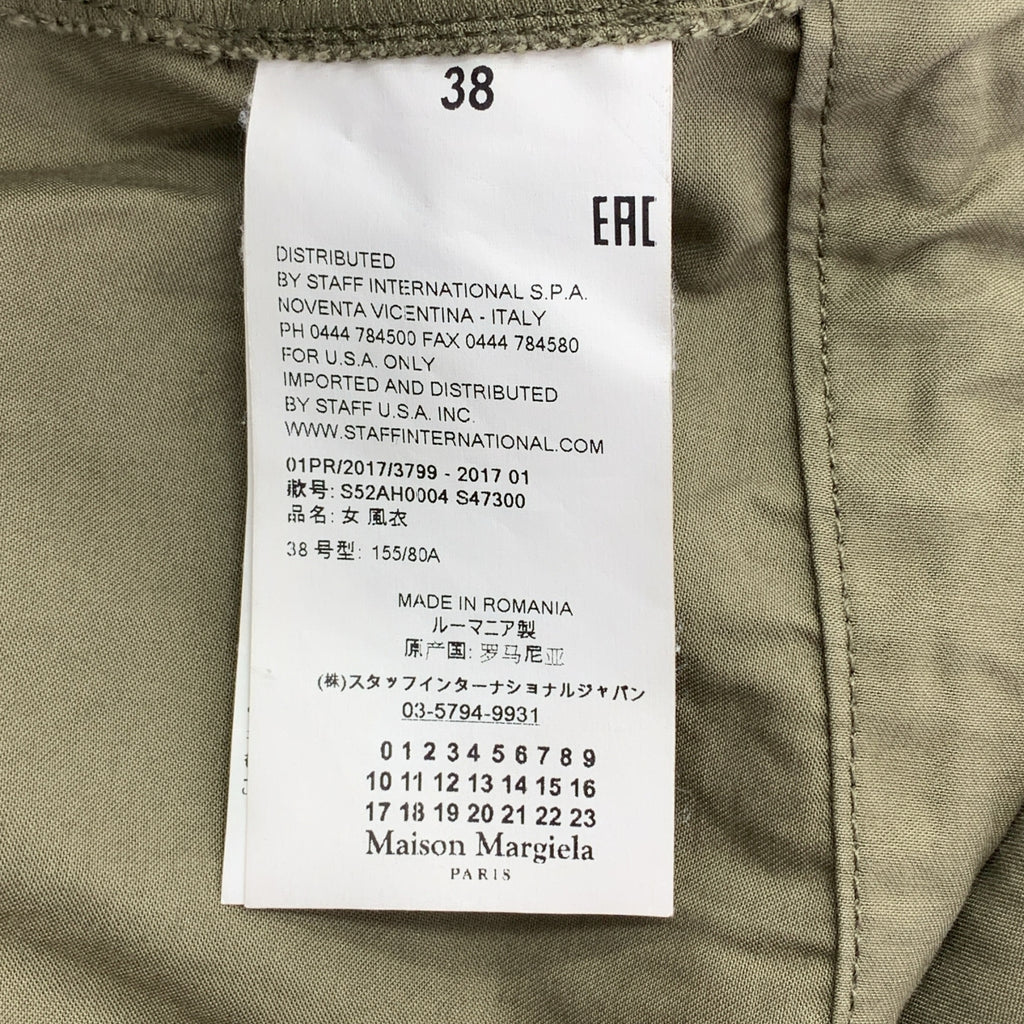 38
EAC
DISTRIBUTED
BY STAFF INTERNATIONAL S.P.A.
NOVENTA VICENTINA - ITALY
PH 0444 784500 FAX 0444 784580
FOR U.S.A. ONLY
IMPORTED AND DISTRIBUTED
BY STAFF U.S.A. INC.
WWW.STAFFINTERNATIONAL.COM
01PR/2017/3799 - 2017 01
款号: S52AH0004 S47300
品名: 女 風衣
38 号型: 155/80A
MADE IN ROMANIA
ルーマニア製
原产国: 罗马尼亚
(株)スタッフインターナショナルジャパン
03-5794-9931
0 1 2 3 4 5 6 7 8 9
10 11 12 13 14 15 16
17 18 19 20 21 22 23
Maison Margiela
PARIS